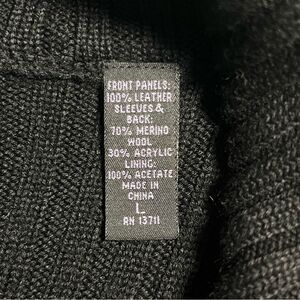 FRONT PANELS:
100% LEATHER
SLEEVES &
BACK:
70% MERINO
WOOL
30% ACRYLIC
LINING:
100% ACETATE
MADE IN
CHINA
L
RN 13711